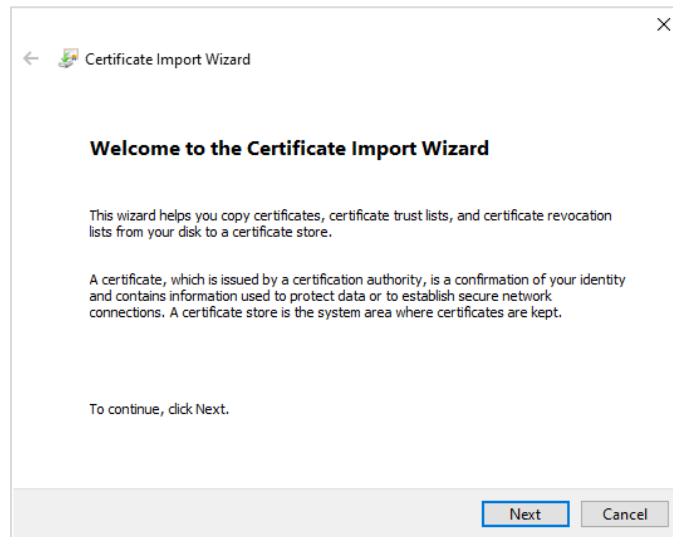 Certificate Import Wizard
Welcome to the Certificate Import Wizard
This wizard helps you copy certificates, certificate trust lists, and certificate revocation
lists from your disk to a certificate store.
A certificate, which is issued by a certification authority, is a confirmation of your identity
and contains information used to protect data or to establish secure network
connections. A certificate store is the system area where certificates are kept.
To continue, click Next.
Next Cancel